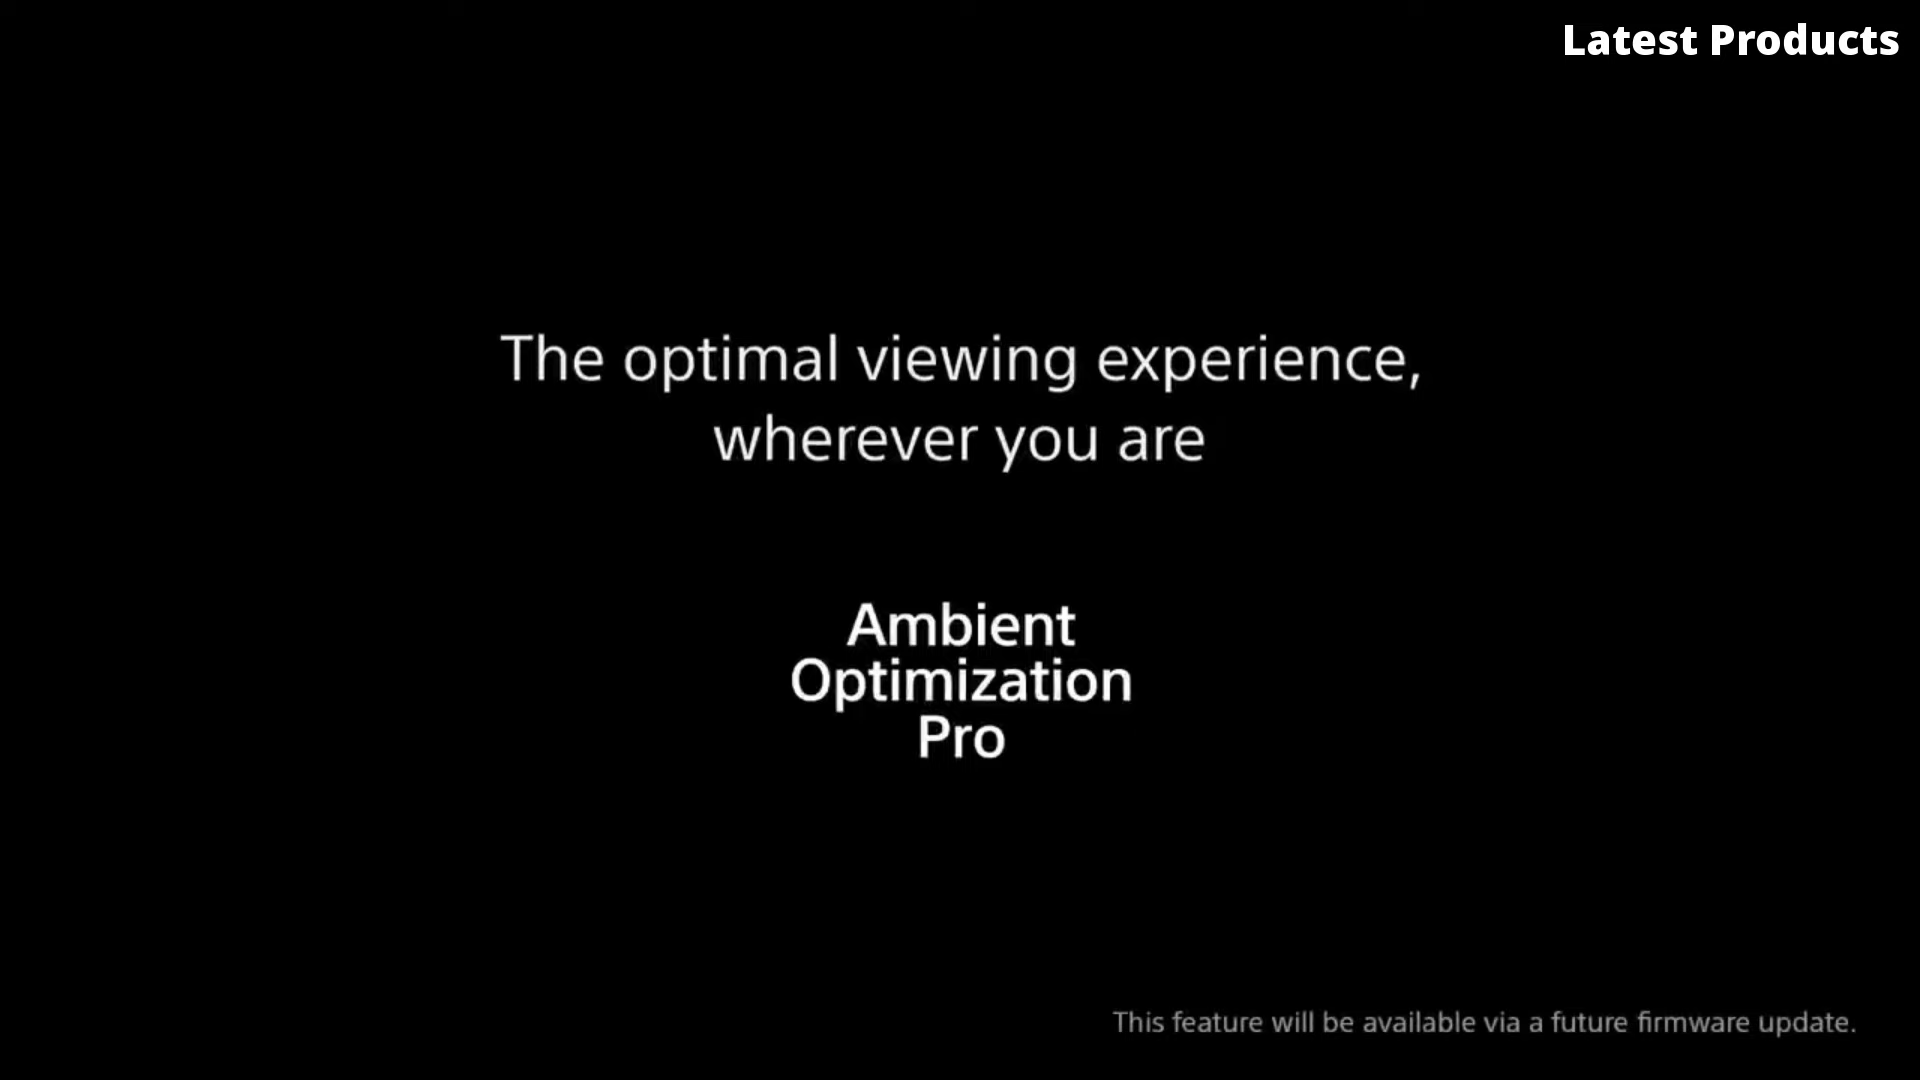 Latest Products
The optimal viewing experience,
wherever you are
Ambient
Optimization
Pro
This feature will be available via a future firmware update.